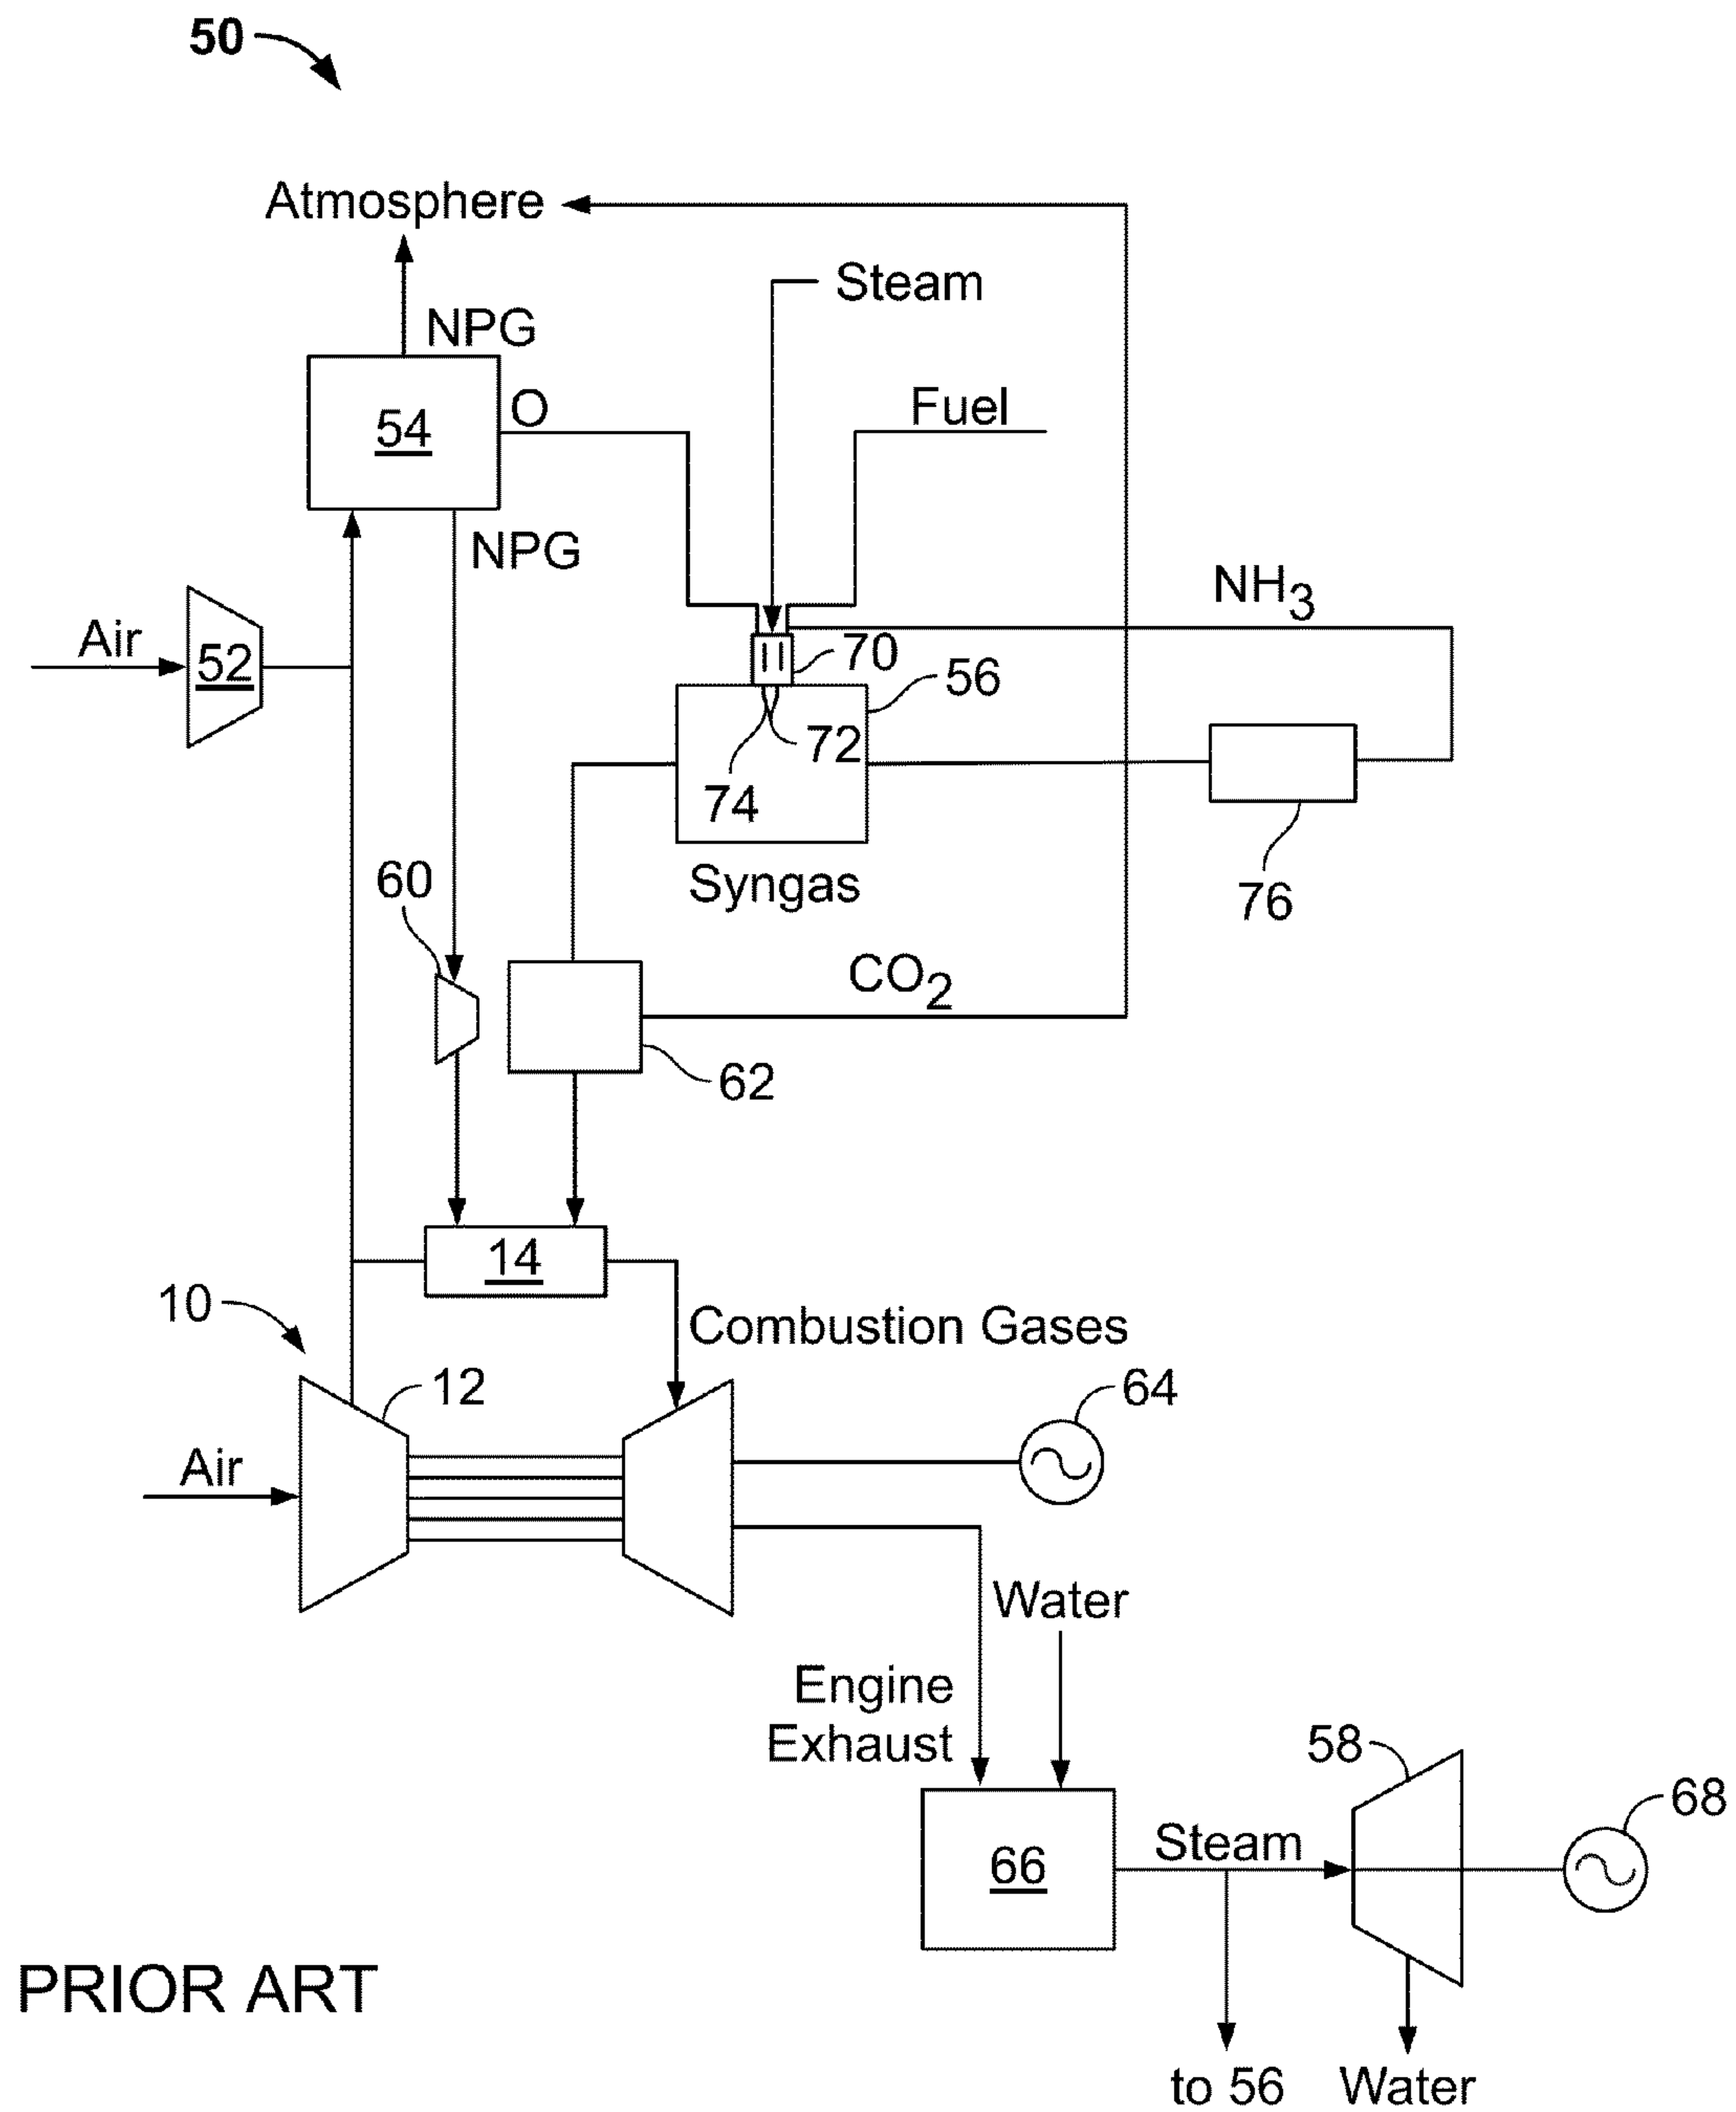 50
Atmosphere
Steam
NPG
Fuel
O
54
NPG
NH3
Air
52
70
56
72
74
76
Syngas
60
CO2
62
14
10
Combustion Gases
12
64
Air
Water
Engine
Exhaust
58
68
Steam
66
PRIOR ART
to 56
Water